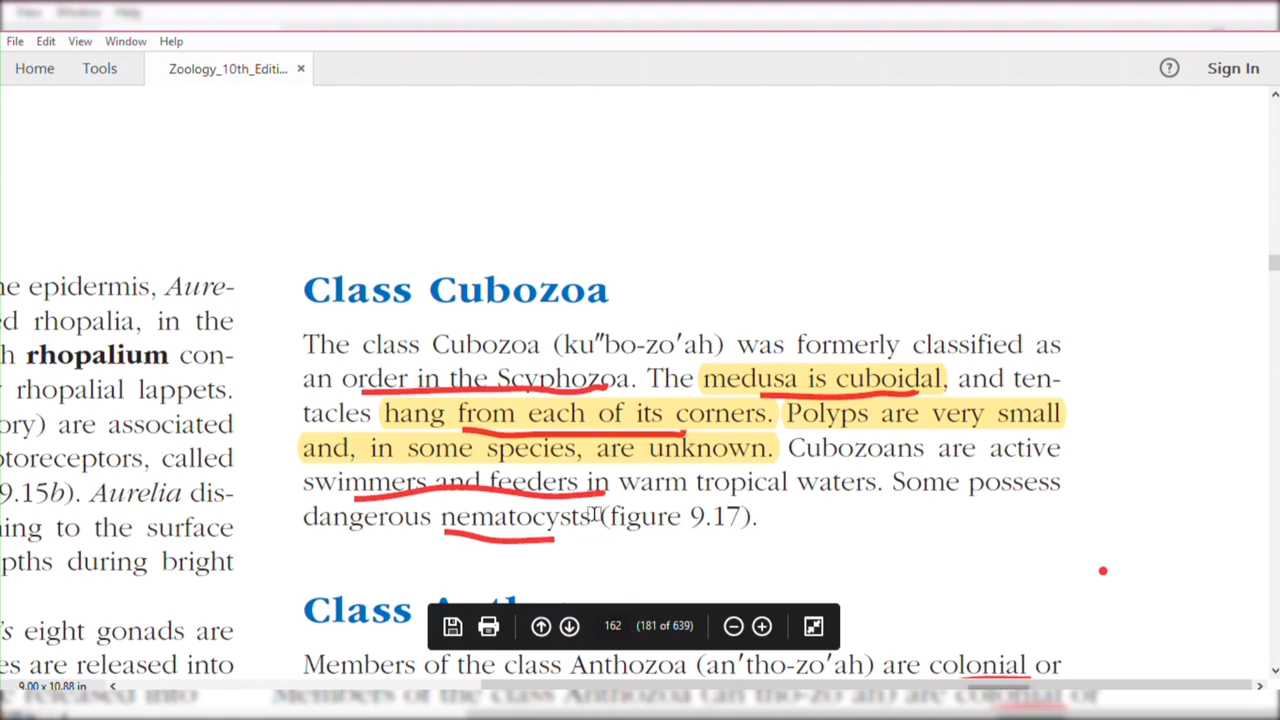 View Window Help
File Edit View Window Help
Home Tools Zoology_10th_Editi... × ? Sign In
he epidermis, Aure-
ed rhopalia, in the
h rhopalium con-
rhopalial lappets.
ory) are associated
otoreceptors, called
9.15b). Aurelia dis-
ning to the surface
pths during bright
's eight gonads are
es are released into
Class Cubozoa
The class Cubozoa (ku″bo-zo′ah) was formerly classified as
an order in the Scyphozoa. The medusa is cuboidal, and ten-
tacles hang from each of its corners. Polyps are very small
and, in some species, are unknown. Cubozoans are active
swimmers and feeders in warm tropical waters. Some possess
dangerous nematocysts (figure 9.17).
Class
Members of the class Anthozoa (an′tho-zo′ah) are colonial or
162 (181 of 639)
9.00 x 10.88 in